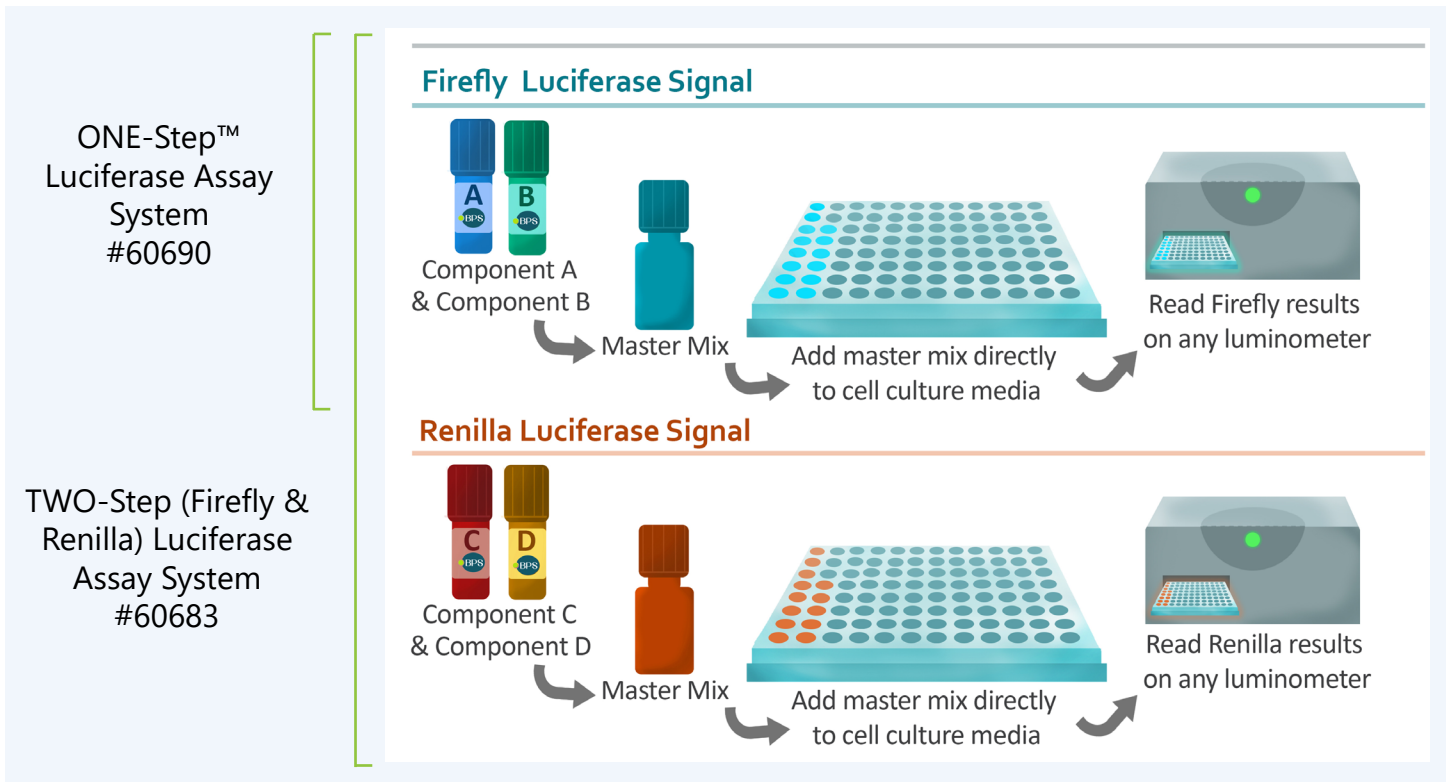 ONE-Step™
Luciferase Assay
System
#60690
TWO-Step (Firefly &
Renilla) Luciferase
Assay System
#60683
Firefly Luciferase Signal
A
BPS
B
BPS
Component A
& Component B
Master Mix
Add master mix directly
to cell culture media
Read Firefly results
on any luminometer
Renilla Luciferase Signal
C
BPS
D
BPS
Component C
& Component D
Master Mix
Add master mix directly
to cell culture media
Read Renilla results
on any luminometer